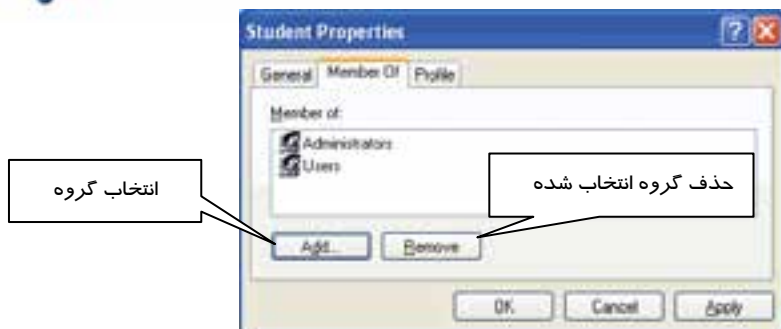 Student Properties
General Member Of Profile
Member of:
Administrators
Users
انتخاب گروه
حذف گروه انتخاب شده
Add... Remove
OK Cancel Apply